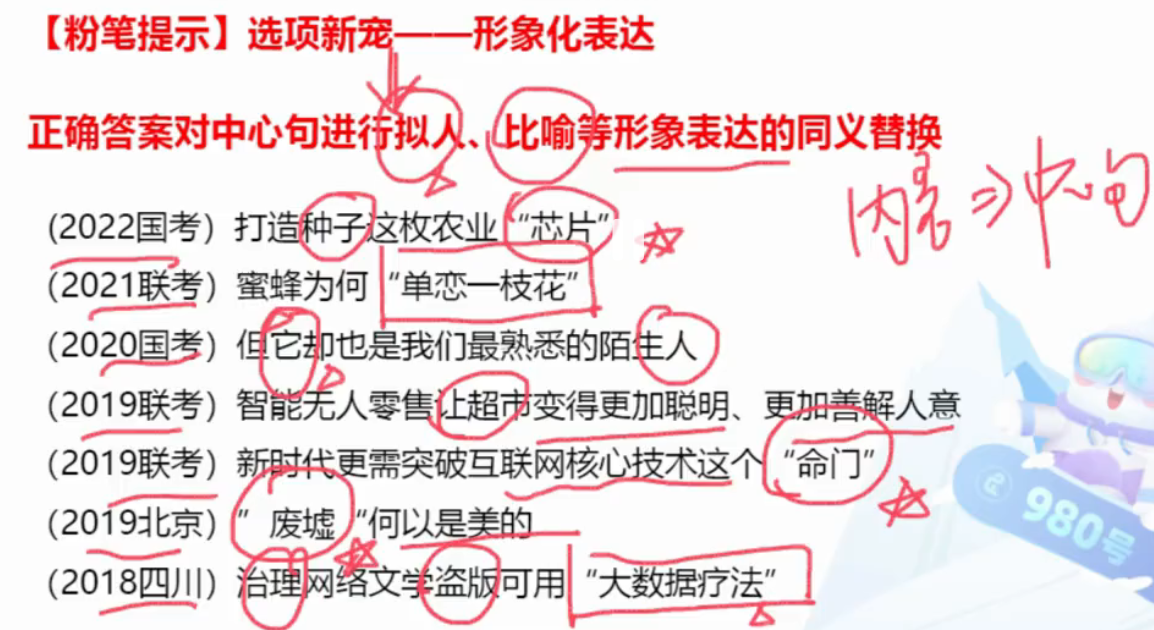 【粉笔提示】选项新宠——形象化表达
正确答案对中心句进行拟人、比喻等形象表达的同义替换
内容⇒中心句
(2022国考）打造种子这枚农业“芯片”
(2021联考）蜜蜂为何“单恋一枝花”
(2020国考）但它却也是我们最熟悉的陌生人
(2019联考）智能无人零售让超市变得更加聪明、更加善解人意
(2019联考）新时代更需突破互联网核心技术这个“命门”
(2019北京）”废墟“何以是美的
(2018四川）治理网络文学盗版可用“大数据疗法”
980号